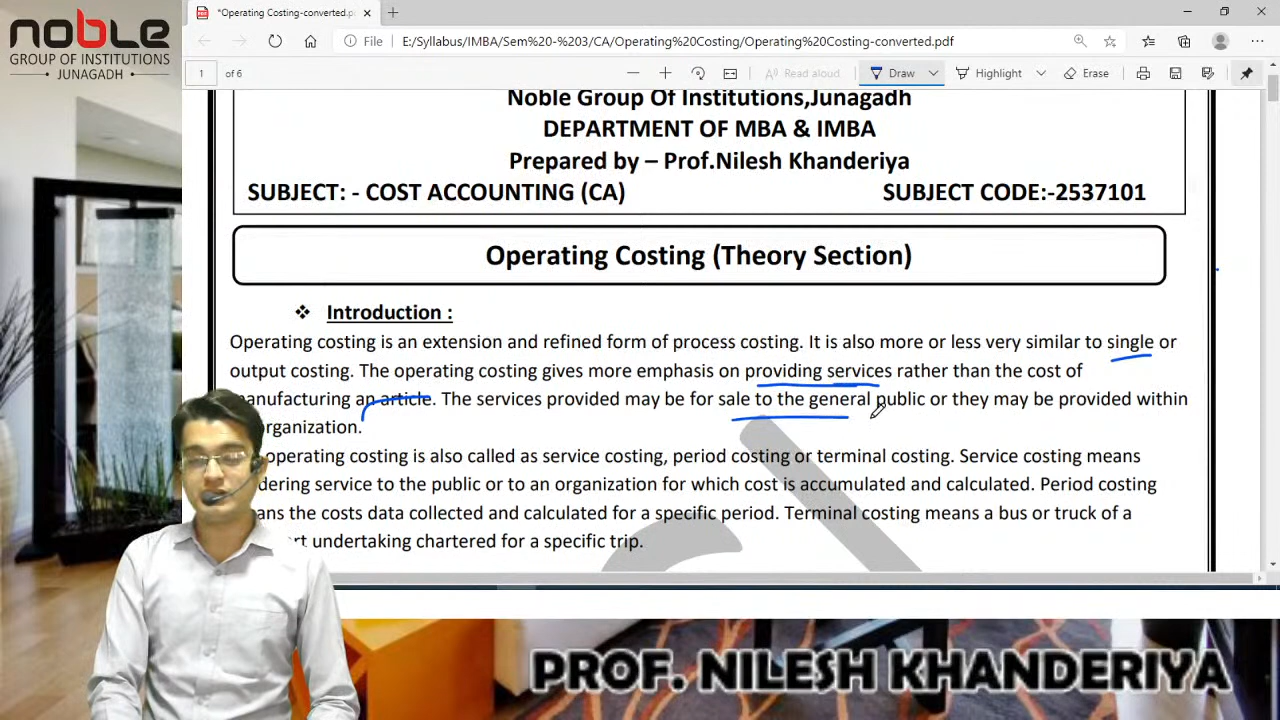 noble
GROUP OF INSTITUTIONS
JUNAGADH
*Operating Costing-converted.p
File
E:/Syllabus/IMBA/Sem%20-%203/CA/Operating%20Costing/Operating%20Costing-converted.pdf
1 of 6
Read aloud
Draw
Highlight
Erase
Noble Group Of Institutions,Junagadh
DEPARTMENT OF MBA & IMBA
Prepared by – Prof.Nilesh Khanderiya
SUBJECT: - COST ACCOUNTING (CA) SUBJECT CODE:-2537101
Operating Costing (Theory Section)
❖ Introduction :
Operating costing is an extension and refined form of process costing. It is also more or less very similar to single or
output costing. The operating costing gives more emphasis on providing services rather than the cost of
manufacturing an article. The services provided may be for sale to the general public or they may be provided within
organization.
operating costing is also called as service costing, period costing or terminal costing. Service costing means
dering service to the public or to an organization for which cost is accumulated and calculated. Period costing
ans the costs data collected and calculated for a specific period. Terminal costing means a bus or truck of a
rt undertaking chartered for a specific trip.
PROF. NILESH KHANDERIYA